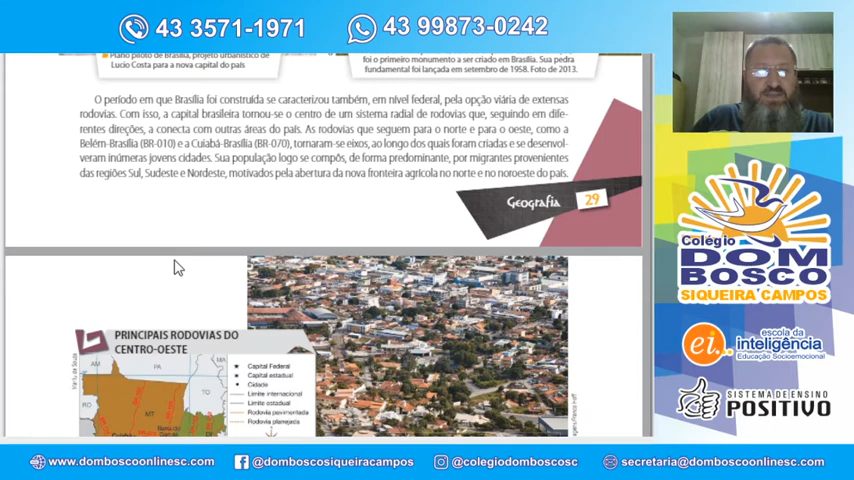 43 3571-1971
43 99873-0242
Plano piloto de Brasília, projeto urbanístico de
Lucio Costa para a nova capital do país
foi o primeiro monumento a ser criado em Brasília. Sua pedra
fundamental foi lançada em setembro de 1958. Foto de 2013.
O período em que Brasília foi construída se caracterizou também, em nível federal, pela opção viária de extensas
rodovias. Com isso, a capital brasileira tornou-se o centro de um sistema radial de rodovias que, seguindo em dife-
rentes direções, a conecta com outras áreas do país. As rodovias que seguem para o norte e para o oeste, como a
Belém-Brasília (BR-010) e a Cuiabá-Brasília (BR-070), tornaram-se eixos, ao longo dos quais foram criadas e se desenvol-
veram inúmeras jovens cidades. Sua população logo se compôs, de forma predominante, por migrantes provenientes
das regiões Sul, Sudeste e Nordeste, motivados pela abertura da nova fronteira agrícola no norte e no noroeste do país.
Geografia 29
PRINCIPAIS RODOVIAS DO
CENTRO-OESTE
AM
PA
MA
RO
MT
TO
Capital Federal
Capital estadual
Cidade
Limite internacional
Limite estadual
Rodovia pavimentada
Rodovia planejada
Colégio
DOM
BOSCO
SIQUEIRA CAMPOS
ei.
escola da
inteligência
Educação Socioemocional
SISTEMA DE ENSINO
POSITIVO
www.domboscoonlinesc.com
@domboscosiqueiracampos
@colegiodomboscosc
secretaria@domboscoonlinesc.com